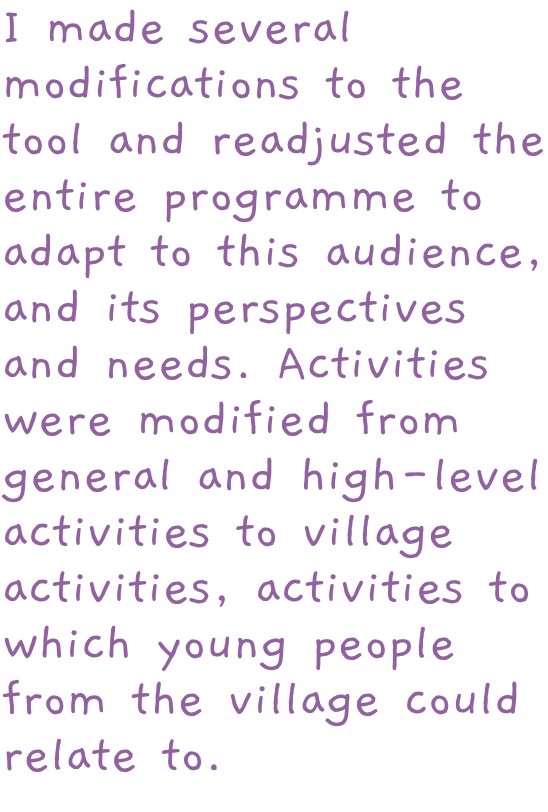 I made several
modifications to the
tool and readjusted the
entire programme to
adapt to this audience,
and its perspectives
and needs. Activities
were modified from
general and high-level
activities to village
activities, activities to
which young people
from the village could
relate to.